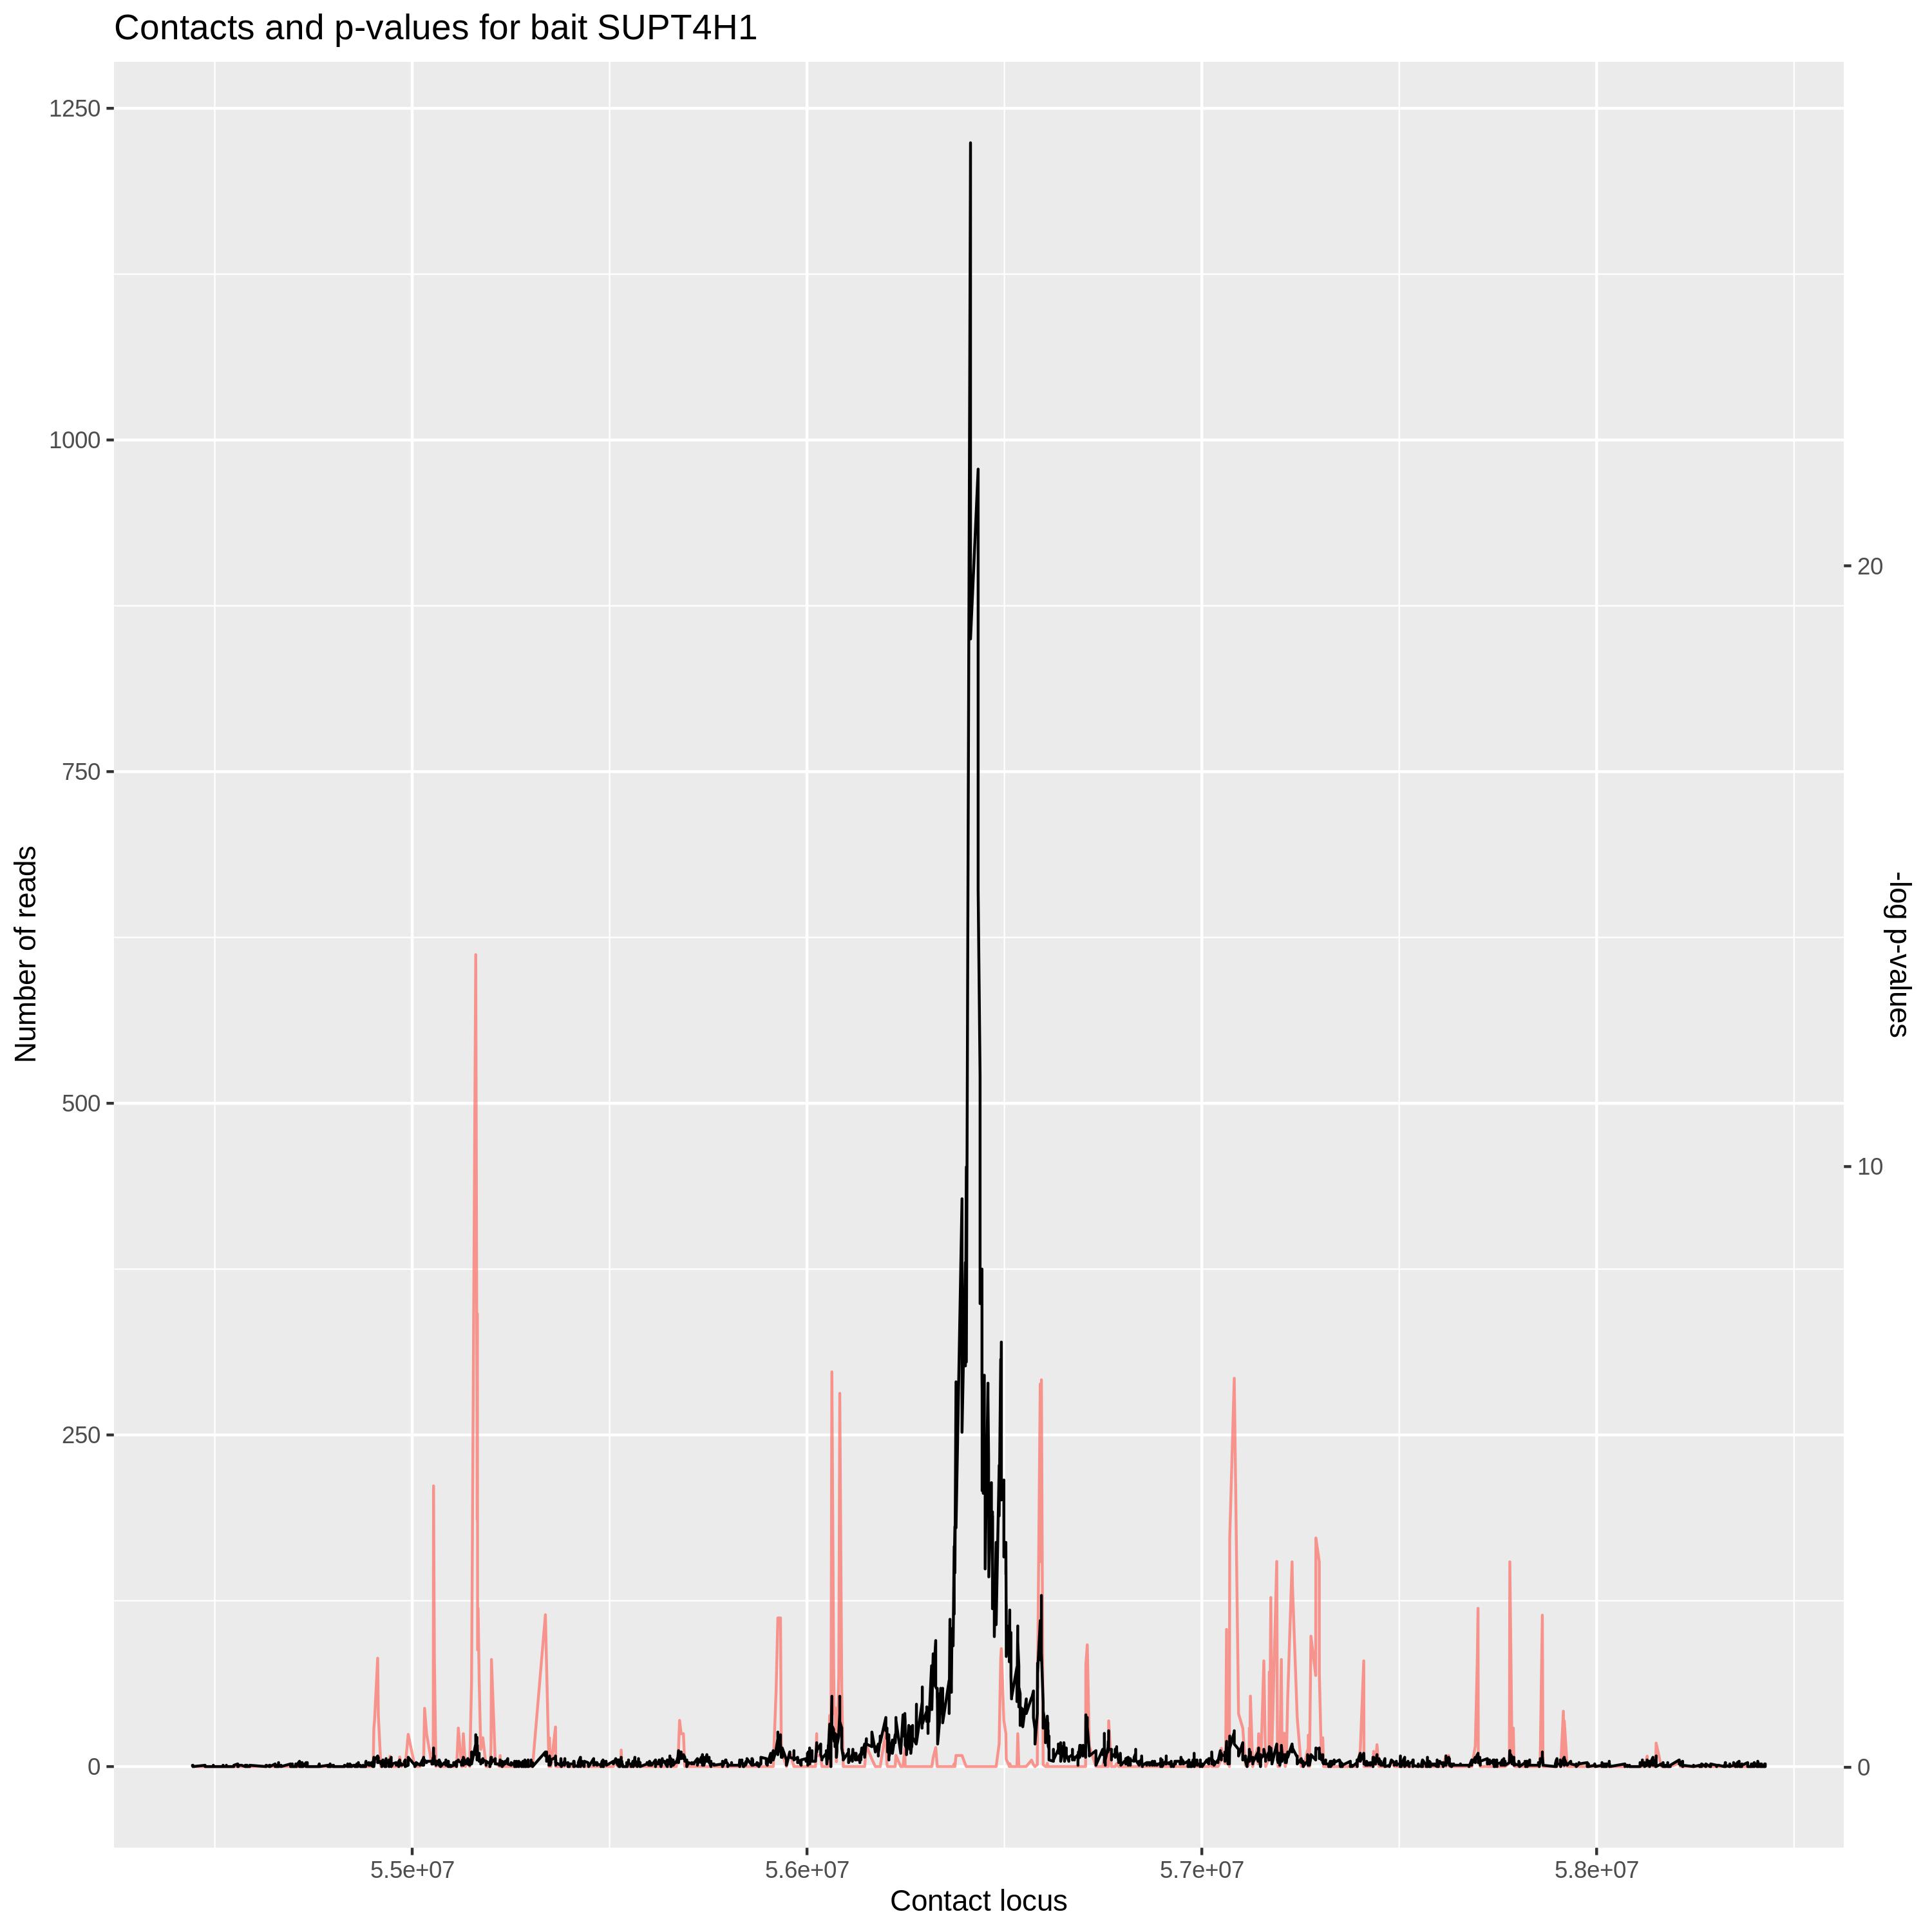 Contacts and p-values for bait SUPT4H1
1250
1000
750
500
250
0
Number of reads
20
10
0
-log p-values
5.5e+07
5.6e+07
5.7e+07
5.8e+07
Contact locus